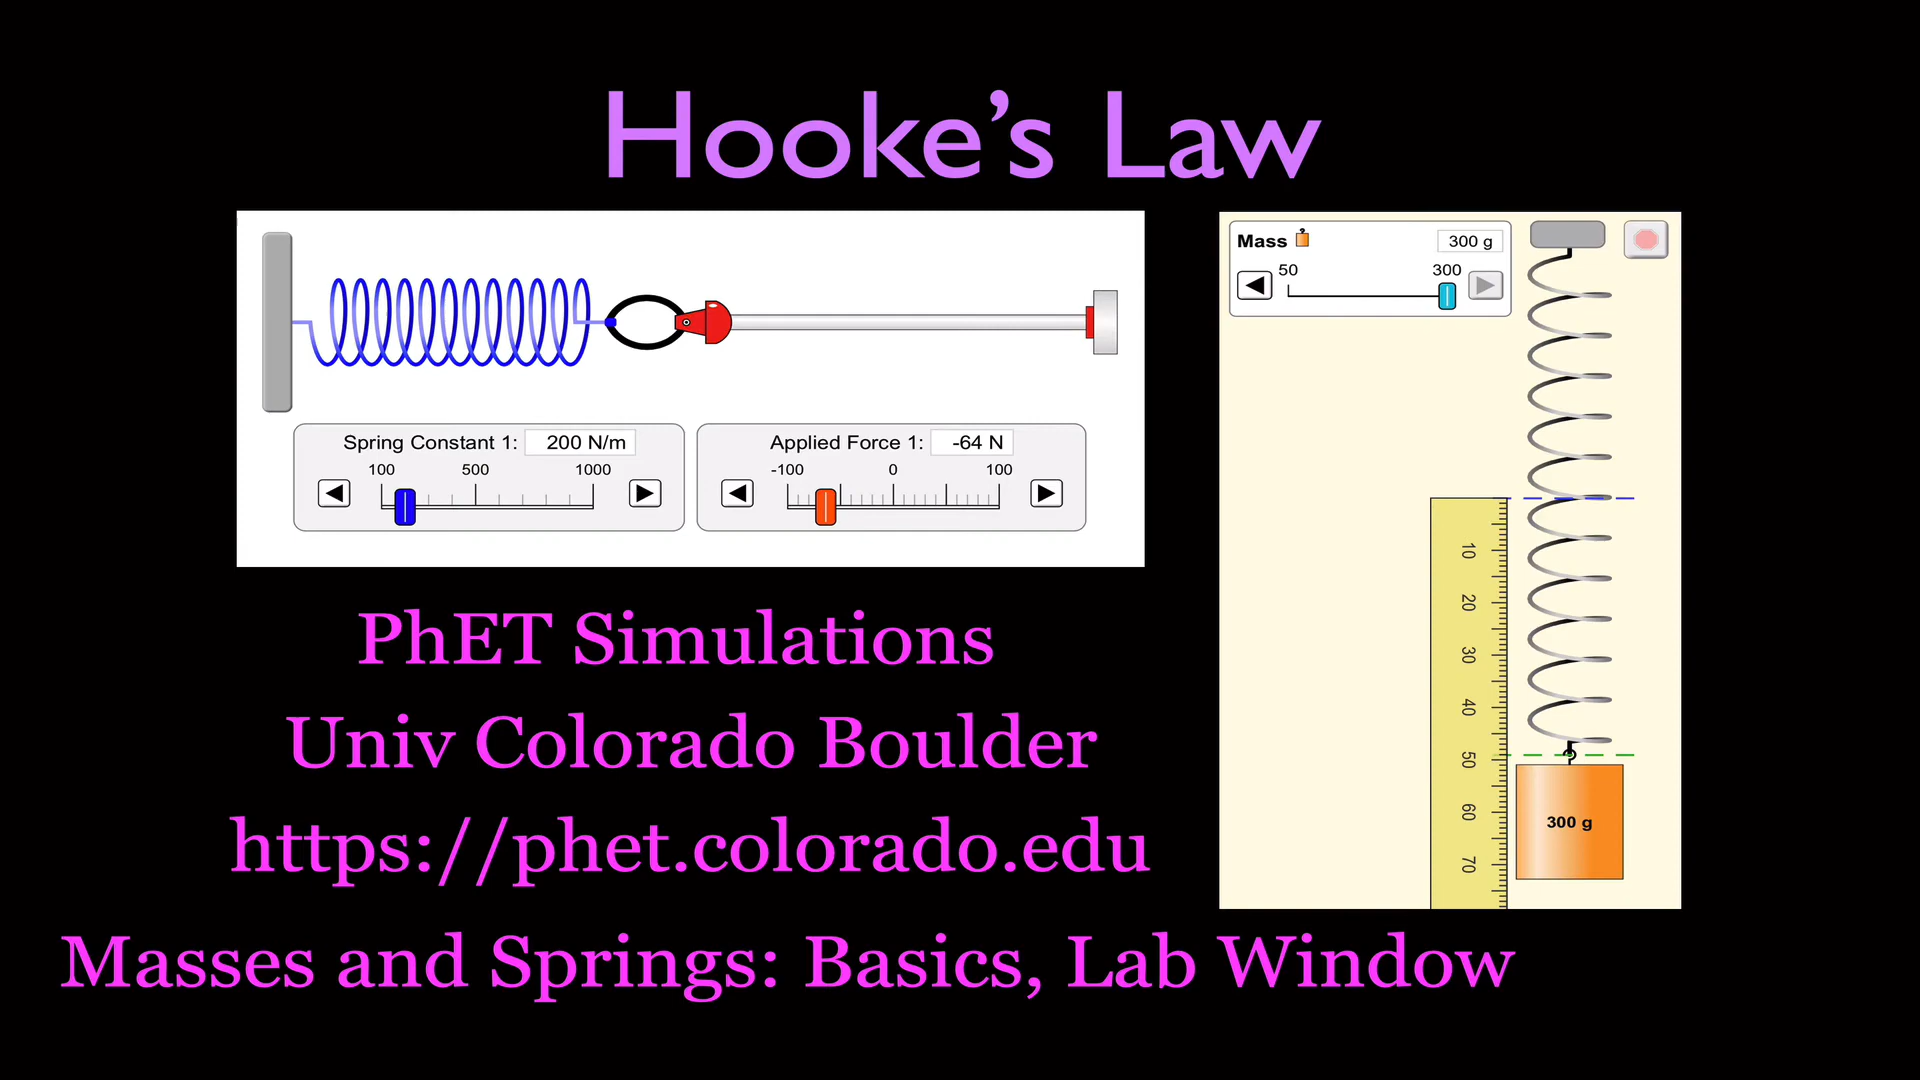 Hooke’s Law
Spring Constant 1: 200 N/m
100 500 1000
Applied Force 1: -64 N
-100 0 100
Mass 300 g
50 300
10
20
30
40
50
60
70
300 g
PhET Simulations
Univ Colorado Boulder
https://phet.colorado.edu
Masses and Springs: Basics, Lab Window